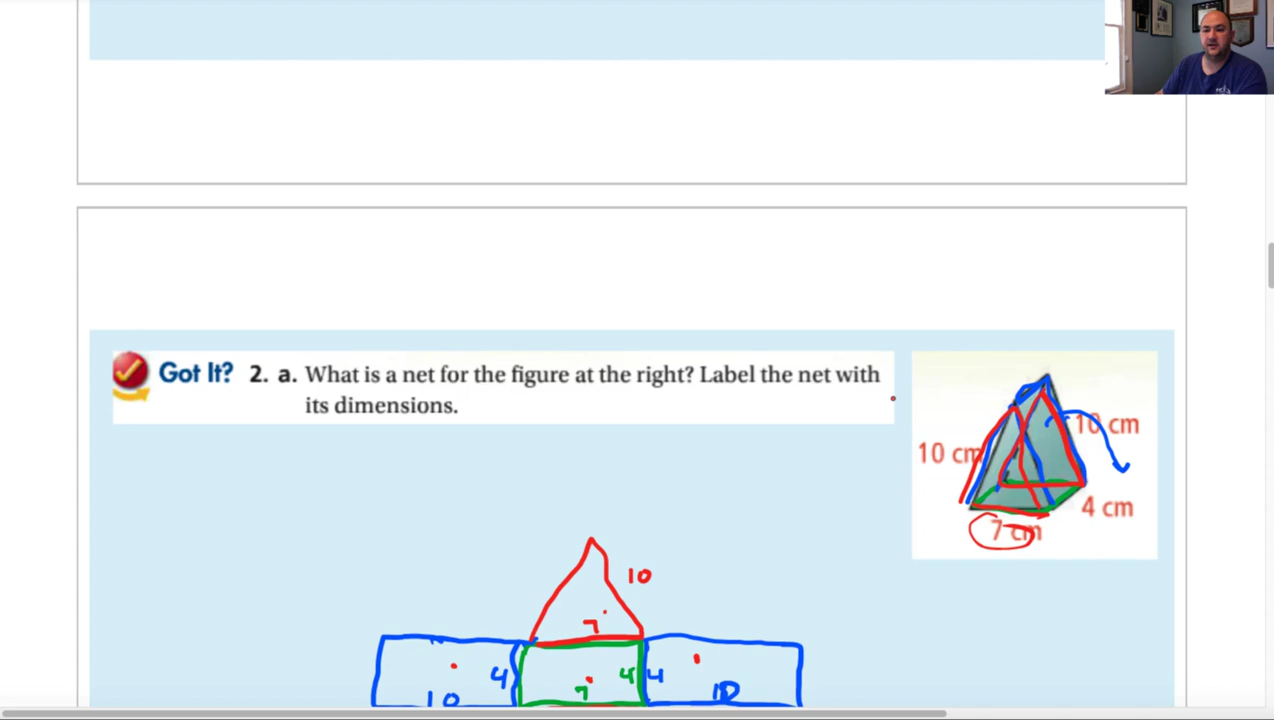 Got It? 2. a. What is a net for the figure at the right? Label the net with
its dimensions.
10 cm
10 cm
4 cm
7 cm
10
7
4
7
4
4
10
10